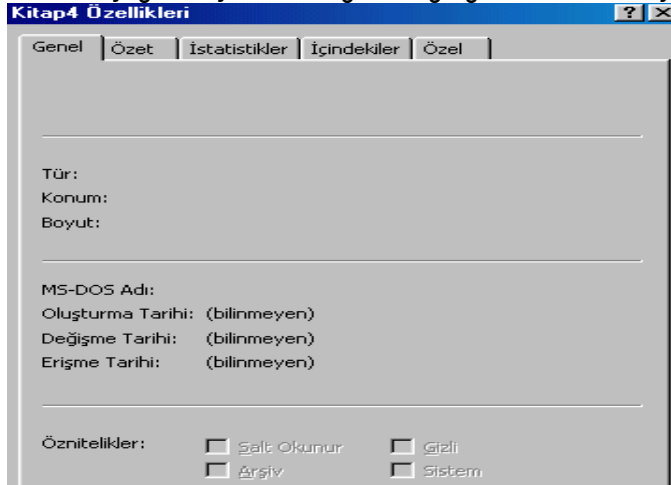 Kitap4 Özellikleri
Genel Özet İstatistikler İçindekiler Özel
Tür:
Konum:
Boyut:
MS-DOS Adı:
Oluşturma Tarihi: (bilinmeyen)
Değişme Tarihi: (bilinmeyen)
Erişme Tarihi: (bilinmeyen)
Öznitelikler: Salt Okunur Gizli
Arşiv Sistem